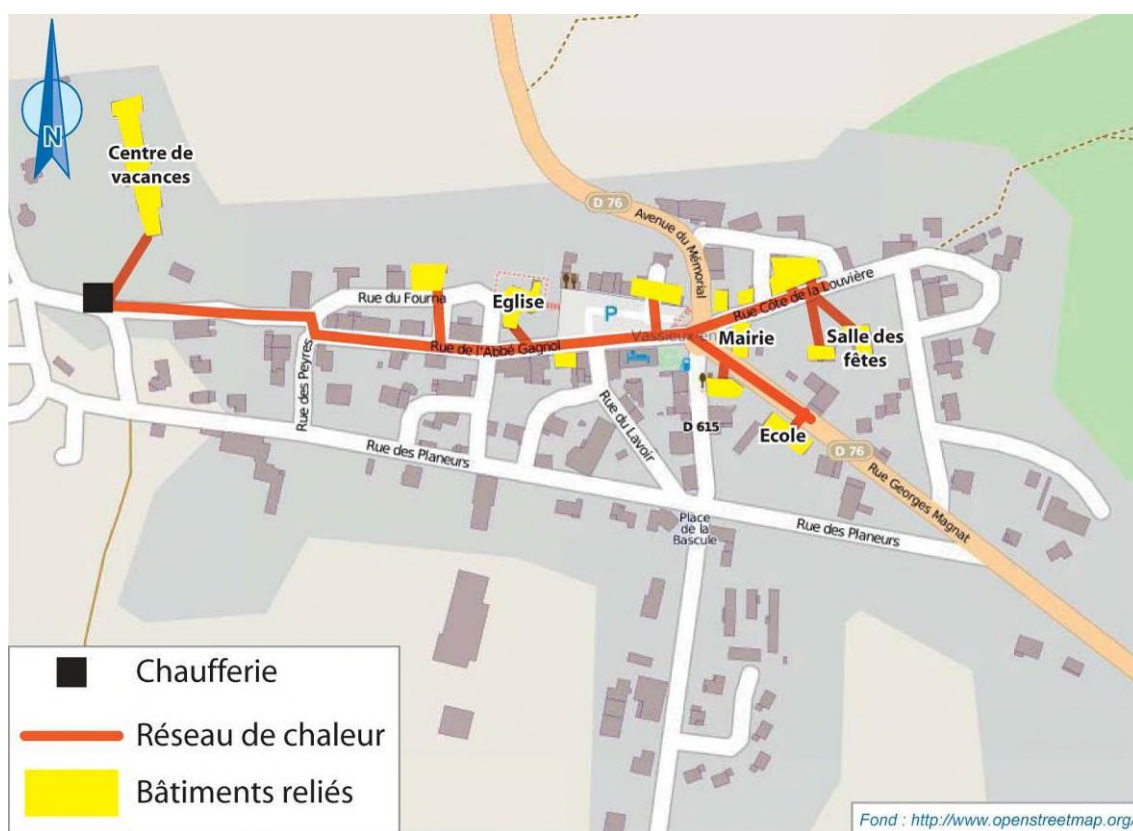 N
Centre de
vacances
D 76
Avenue du Mémorial
Rue du Fourna
Eglise
P
Rue Côte de la Louvière
Mairie
Salle des
fêtes
Rue de l'Abbé Gagnol
Rue des Peyres
Rue du Lavoir
D 615
Ecole
D 76
Rue des Planeurs
Rue Georges Magnat
Place
de la
Bascule
Rue des Planeurs
Chaufferie
Réseau de chaleur
Bâtiments reliés
Fond : http://www.openstreetmap.org/